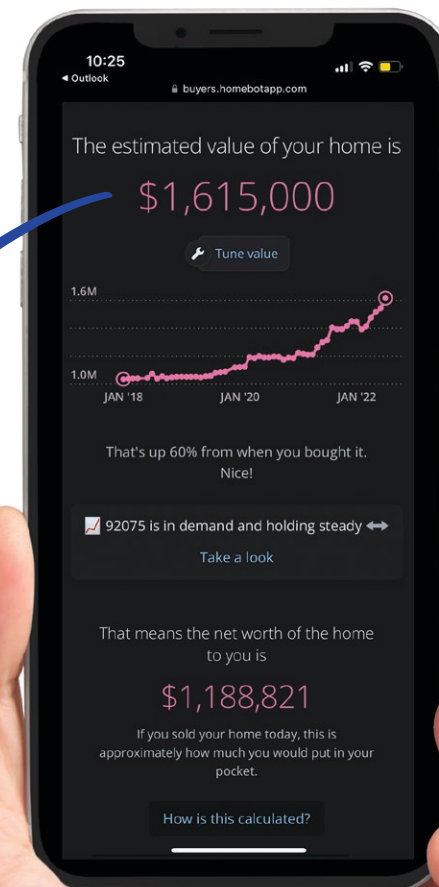 10:25
◀ Outlook
buyers.homebotapp.com
The estimated value of your home is
$1,615,000
Tune value
1.6M
1.0M
JAN '18 JAN '20 JAN '22
That's up 60% from when you bought it.
Nice!
📈 92075 is in demand and holding steady ↔
Take a look
That means the net worth of the home
to you is
$1,188,821
If you sold your home today, this is
approximately how much you would put in your
pocket.
How is this calculated?